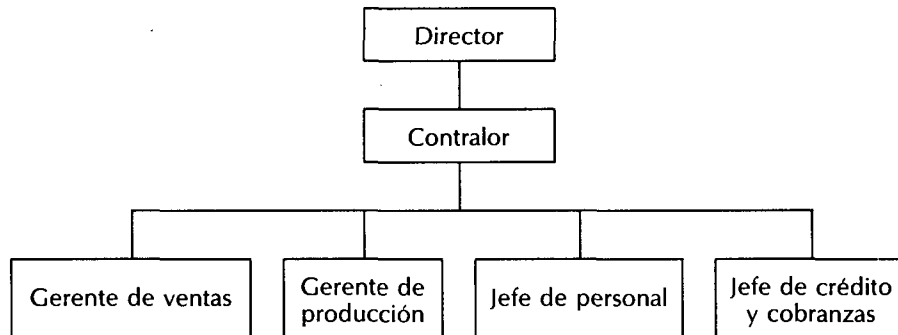 Director
Contralor
Gerente de ventas
Gerente de
producción
Jefe de personal
Jefe de crédito
y cobranzas